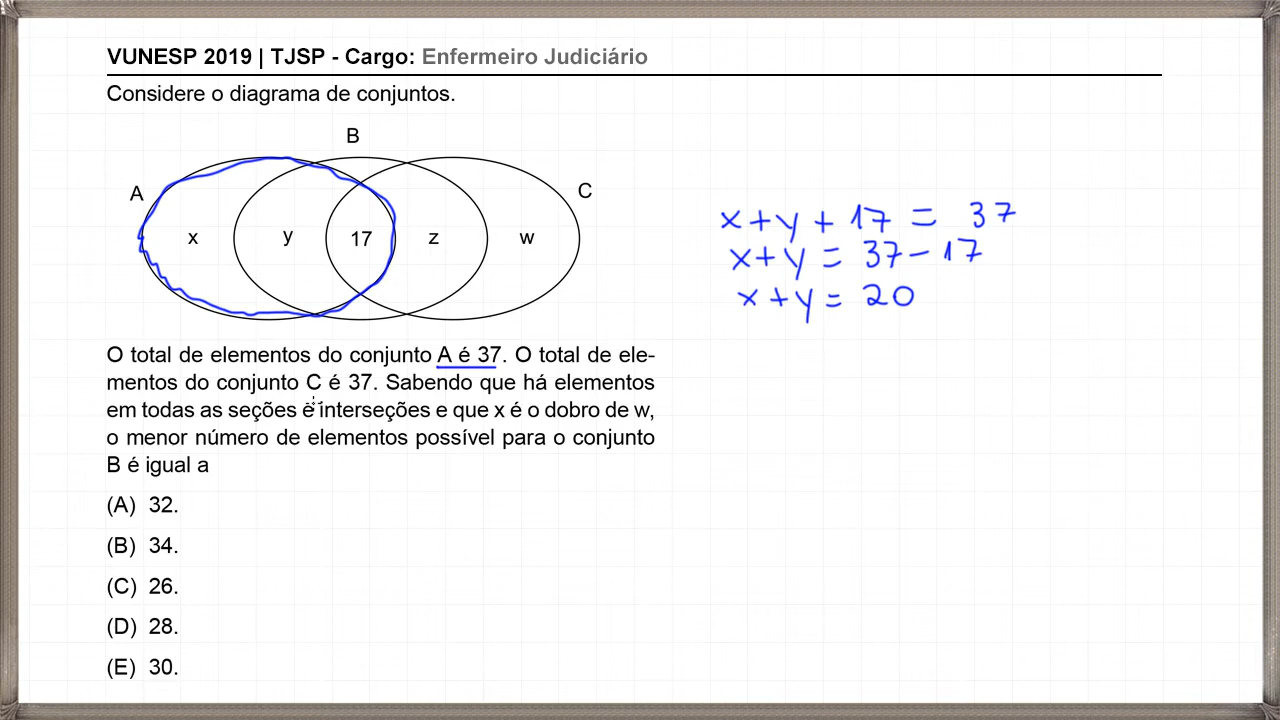 VUNESP 2019 | TJSP - Cargo: Enfermeiro Judiciário
Considere o diagrama de conjuntos.
B
A
C
x y 17 z w
x + y + 17 = 37
x + y = 37 - 17
x + y = 20
O total de elementos do conjunto A é 37. O total de ele-
mentos do conjunto C é 37. Sabendo que há elementos
em todas as seções e interseções e que x é o dobro de w,
o menor número de elementos possível para o conjunto
B é igual a
(A) 32.
(B) 34.
(C) 26.
(D) 28.
(E) 30.